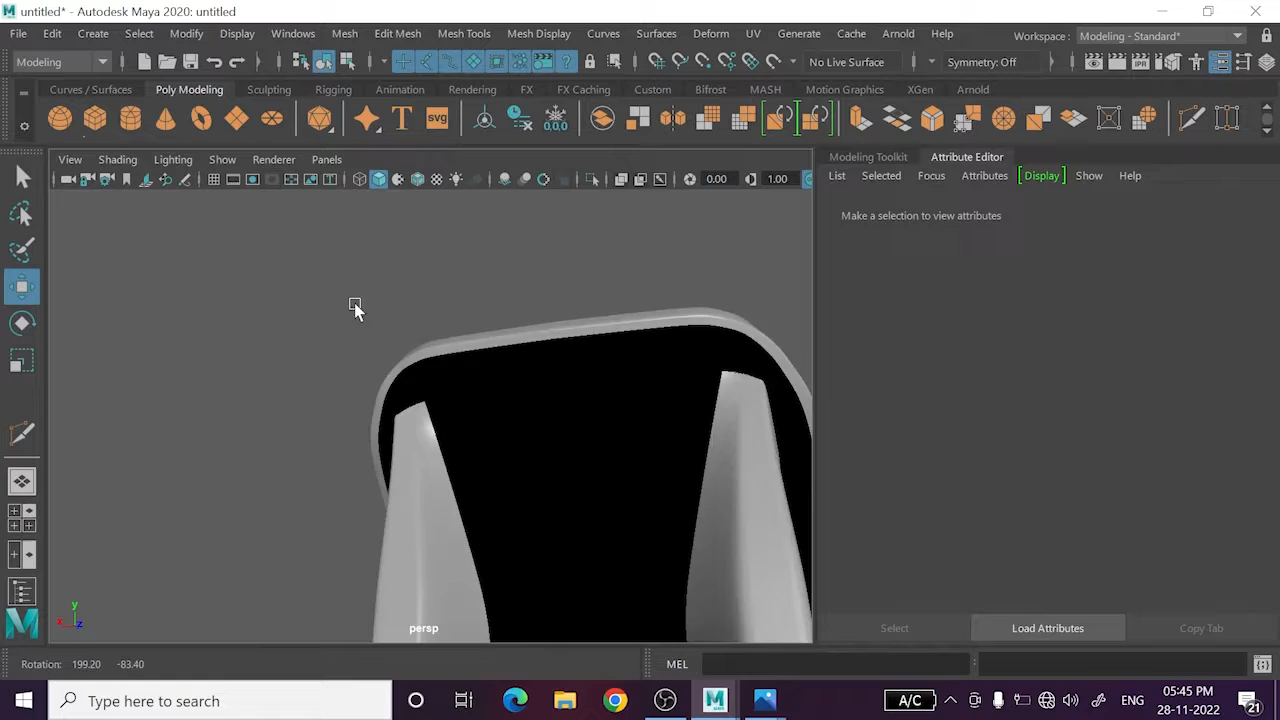 untitled* - Autodesk Maya 2020: untitled
File Edit Create Select Modify Display Windows Mesh Edit Mesh Mesh Tools Mesh Display Curves Surfaces Deform UV Generate Cache Arnold Help Workspace : Modeling - Standard*
Modeling No Live Surface Symmetry: Off
Curves / Surfaces Poly Modeling Sculpting Rigging Animation Rendering FX FX Caching Custom Bifrost MASH Motion Graphics XGen Arnold
T svg 0,0,0
View Shading Lighting Show Renderer Panels Modeling Toolkit Attribute Editor
List Selected Focus Attributes Display Show Help
0.00 1.00
Make a selection to view attributes
y
x z
persp
Select Load Attributes Copy Tab
Rotation: 199.20 -83.40 MEL
Type here to search A/C ENG 05:45 PM
28-11-2022 21